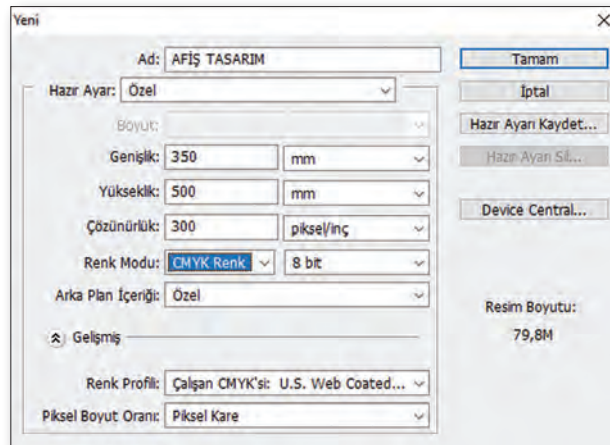 Yeni
Ad: AFİŞ TASARIM
Tamam
Hazır Ayar: Özel
İptal
Boyut:
Hazır Ayarı Kaydet...
Genişlik: 350 mm
Hazır Ayarı Sil...
Yükseklik: 500 mm
Device Central...
Çözünürlük: 300 piksel/inç
Renk Modu: CMYK Renk 8 bit
Arka Plan İçeriği: Özel
Resim Boyutu:
79,8M
Gelişmiş
Renk Profili: Çalışan CMYK'si: U.S. Web Coated...
Piksel Boyut Oranı: Piksel Kare